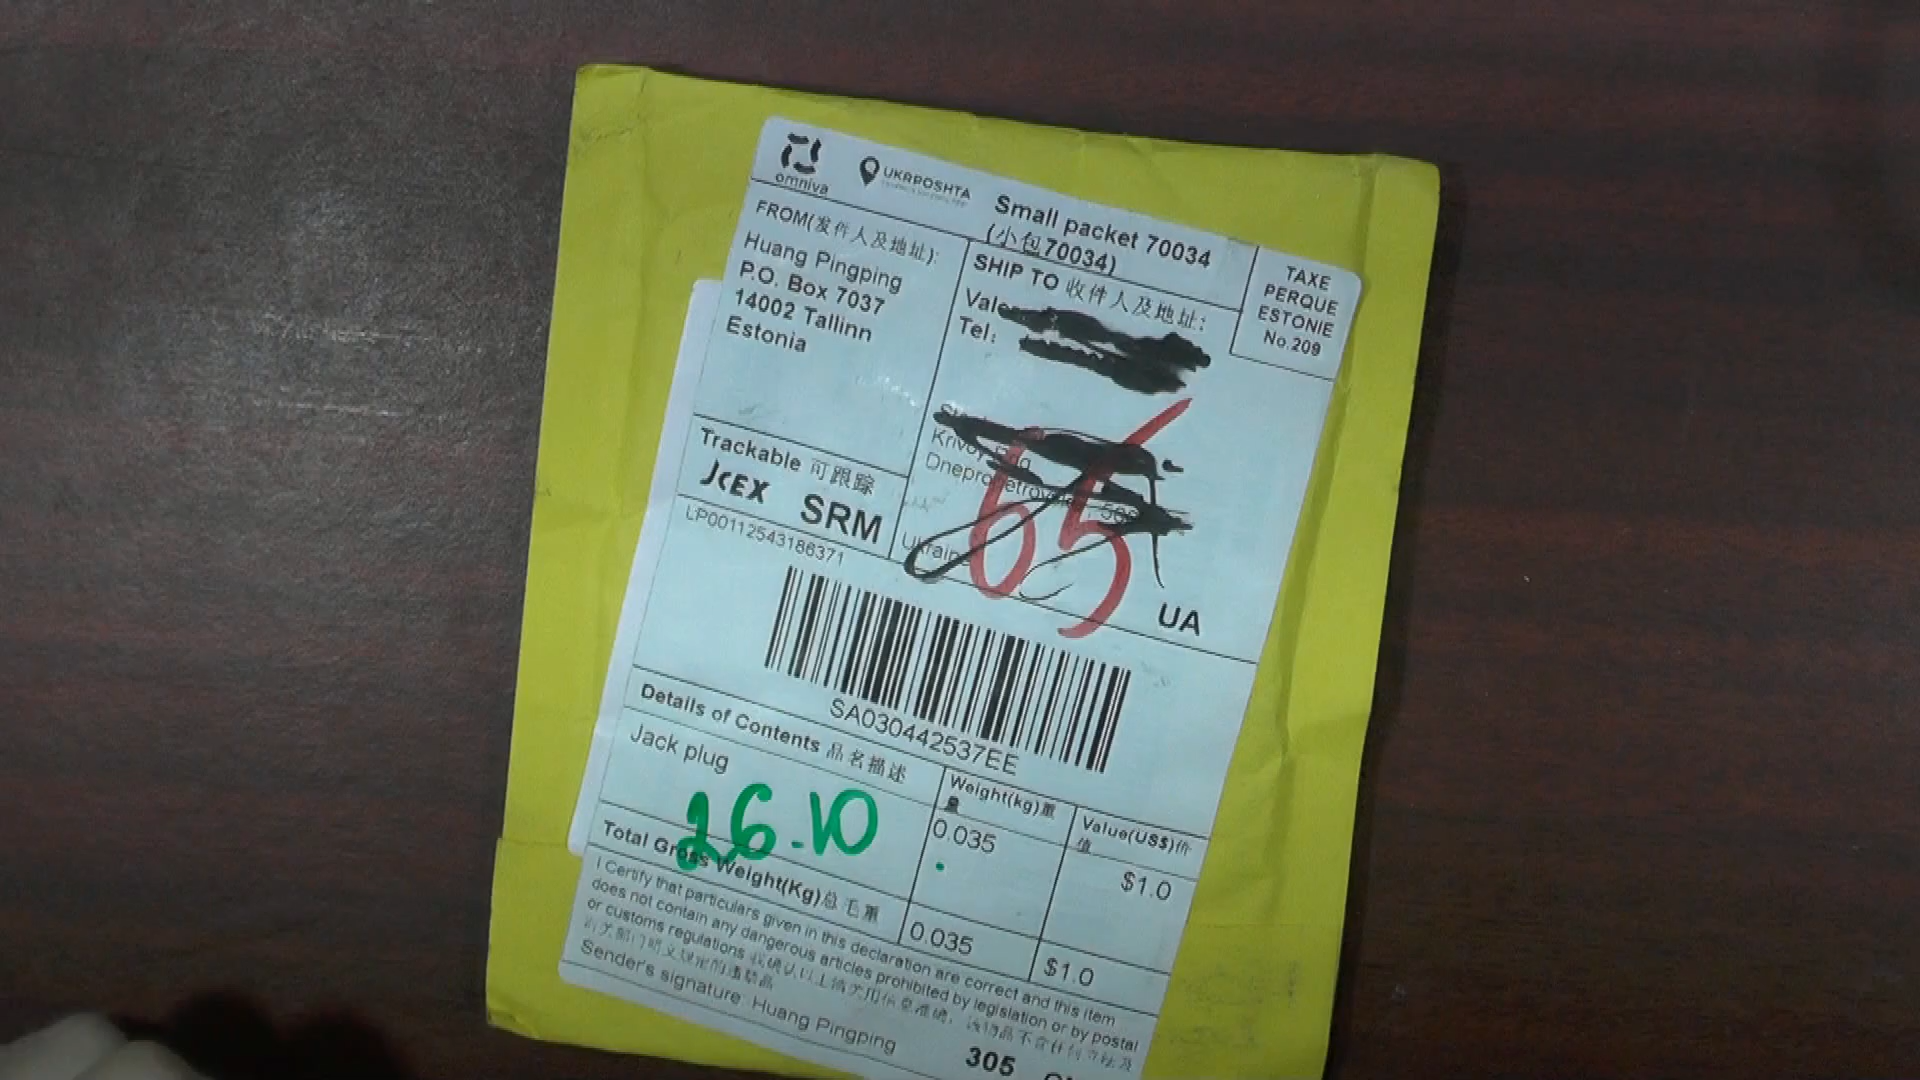 omniva
UKRPOSHTA
Small packet 70034
(小包70034)
TAXE
PERQUE
ESTONIE
No.209
FROM(发件人及地址):
Huang Pingping
P.O. Box 7037
14002 Tallinn
Estonia
SHIP TO 收件人及地址:
Tel:
65
UA
Trackable 可跟踪
JCEX SRM
LP00112543186371
SA030442537EE
Details of Contents 品名描述
Weight(kg)重量
Value(US$)价值
Jack plug
26.10
0.035
$1.0
Total Gross Weight(Kg)总毛重
0.035
$1.0
I Certify that particulars given in this declaration are correct and this item
does not contain any dangerous articles prohibited by legislation or by postal
or customs regulations
Sender's signature: Huang Pingping
305